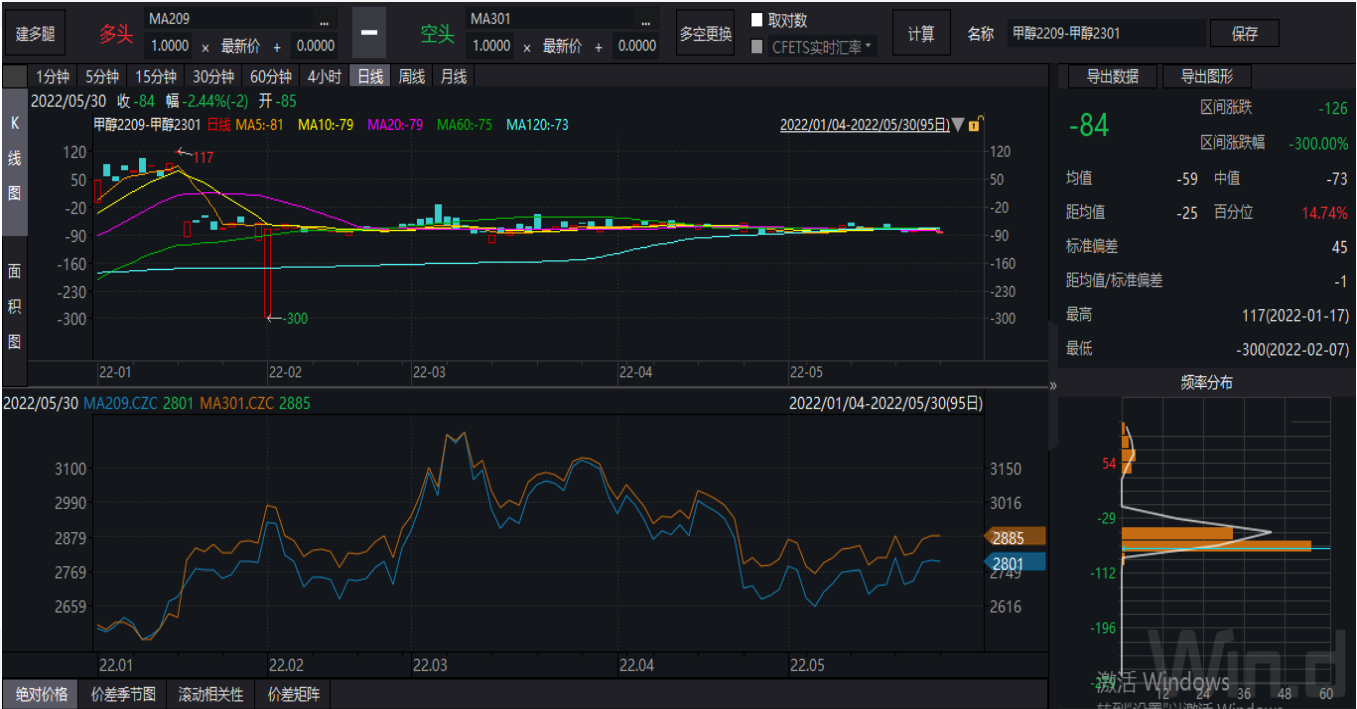 建多腿 多头 MA209 ... 1.0000 × 最新价 + 0.0000 空头 MA301 ... 1.0000 × 最新价 + 0.0000 多空更换 取对数 CFETS实时汇率 计算 名称 甲醇2209-甲醇2301 保存
1分钟 5分钟 15分钟 30分钟 60分钟 4小时 日线 周线 月线
导出数据 导出图形
K线图
面积图
2022/05/30 收 -84 幅 -2.44%(-2) 开 -85
甲醇2209-甲醇2301 日线 MA5:-81 MA10:-79 MA20:-79 MA60:-75 MA120:-73
2022/01/04-2022/05/30(95日)
120 117 120
50 50
-20 -20
-90 -90
-160 -160
-230 -230
-300 -300 -300
22-01 22-02 22-03 22-04 22-05
2022/05/30 MA209.CZC 2801 MA301.CZC 2885
2022/01/04-2022/05/30(95日)
3100 3150
2990 3016
2879 2885
2801
2769 2749
2659 2616
22.01 22.02 22.03 22.04 22.05
绝对价格 价差季节图 滚动相关性 价差矩阵
-84
区间涨跌 -126
区间涨跌幅 -300.00%
均值 -59 中值 -73
距均值 -25 百分位 14.74%
标准偏差 45
距均值/标准偏差 -1
最高 117(2022-01-17)
最低 -300(2022-02-07)
»
频率分布
54
-29
-112
-196
12 24 36 48 60
Win.d
激活 Windows